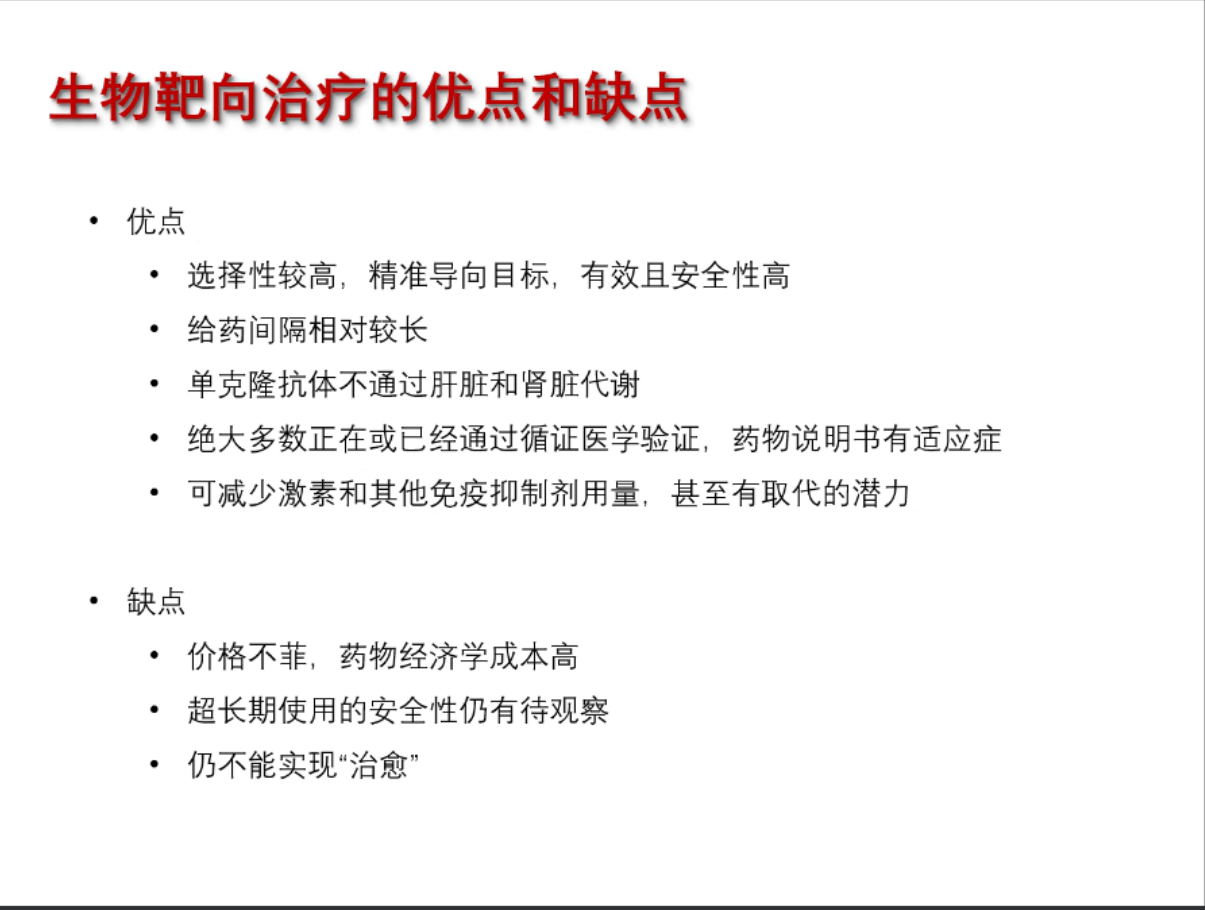 生物靶向治疗的优点和缺点
• 优点
• 选择性较高，精准导向目标，有效且安全性高
• 给药间隔相对较长
• 单克隆抗体不通过肝脏和肾脏代谢
• 绝大多数正在或已经通过循证医学验证，药物说明书有适应症
• 可减少激素和其他免疫抑制剂用量，甚至有取代的潜力
• 缺点
• 价格不菲，药物经济学成本高
• 超长期使用的安全性仍有待观察
• 仍不能实现“治愈”